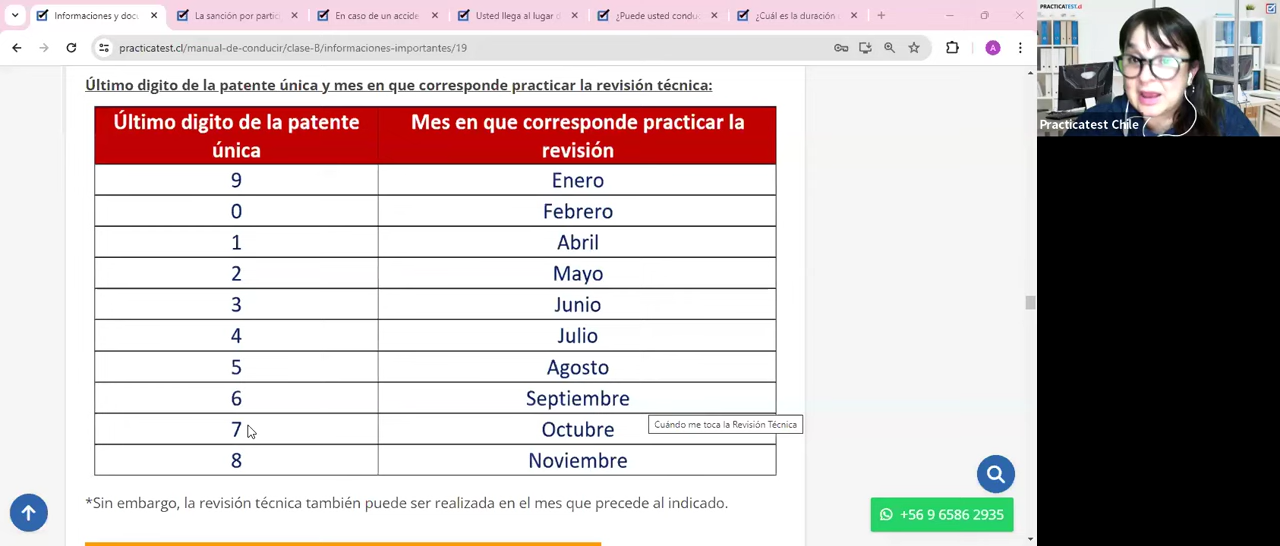 Informaciones y docu
La sanción por partici
En caso de un accide
Usted llega al lugar d
¿Puede usted condu
¿Cuál es la duración
practicatest.cl/manual-de-conducir/clase-B/informaciones-importantes/19
A
PRACTICATEST.cl
Practicatest Chile
Último digito de la patente única y mes en que corresponde practicar la revisión técnica:
Último digito de la patente única
Mes en que corresponde practicar la revisión
9 Enero
0 Febrero
1 Abril
2 Mayo
3 Junio
4 Julio
5 Agosto
6 Septiembre
7 Octubre
8 Noviembre
Cuándo me toca la Revisión Técnica
*Sin embargo, la revisión técnica también puede ser realizada en el mes que precede al indicado.
+56 9 6586 2935